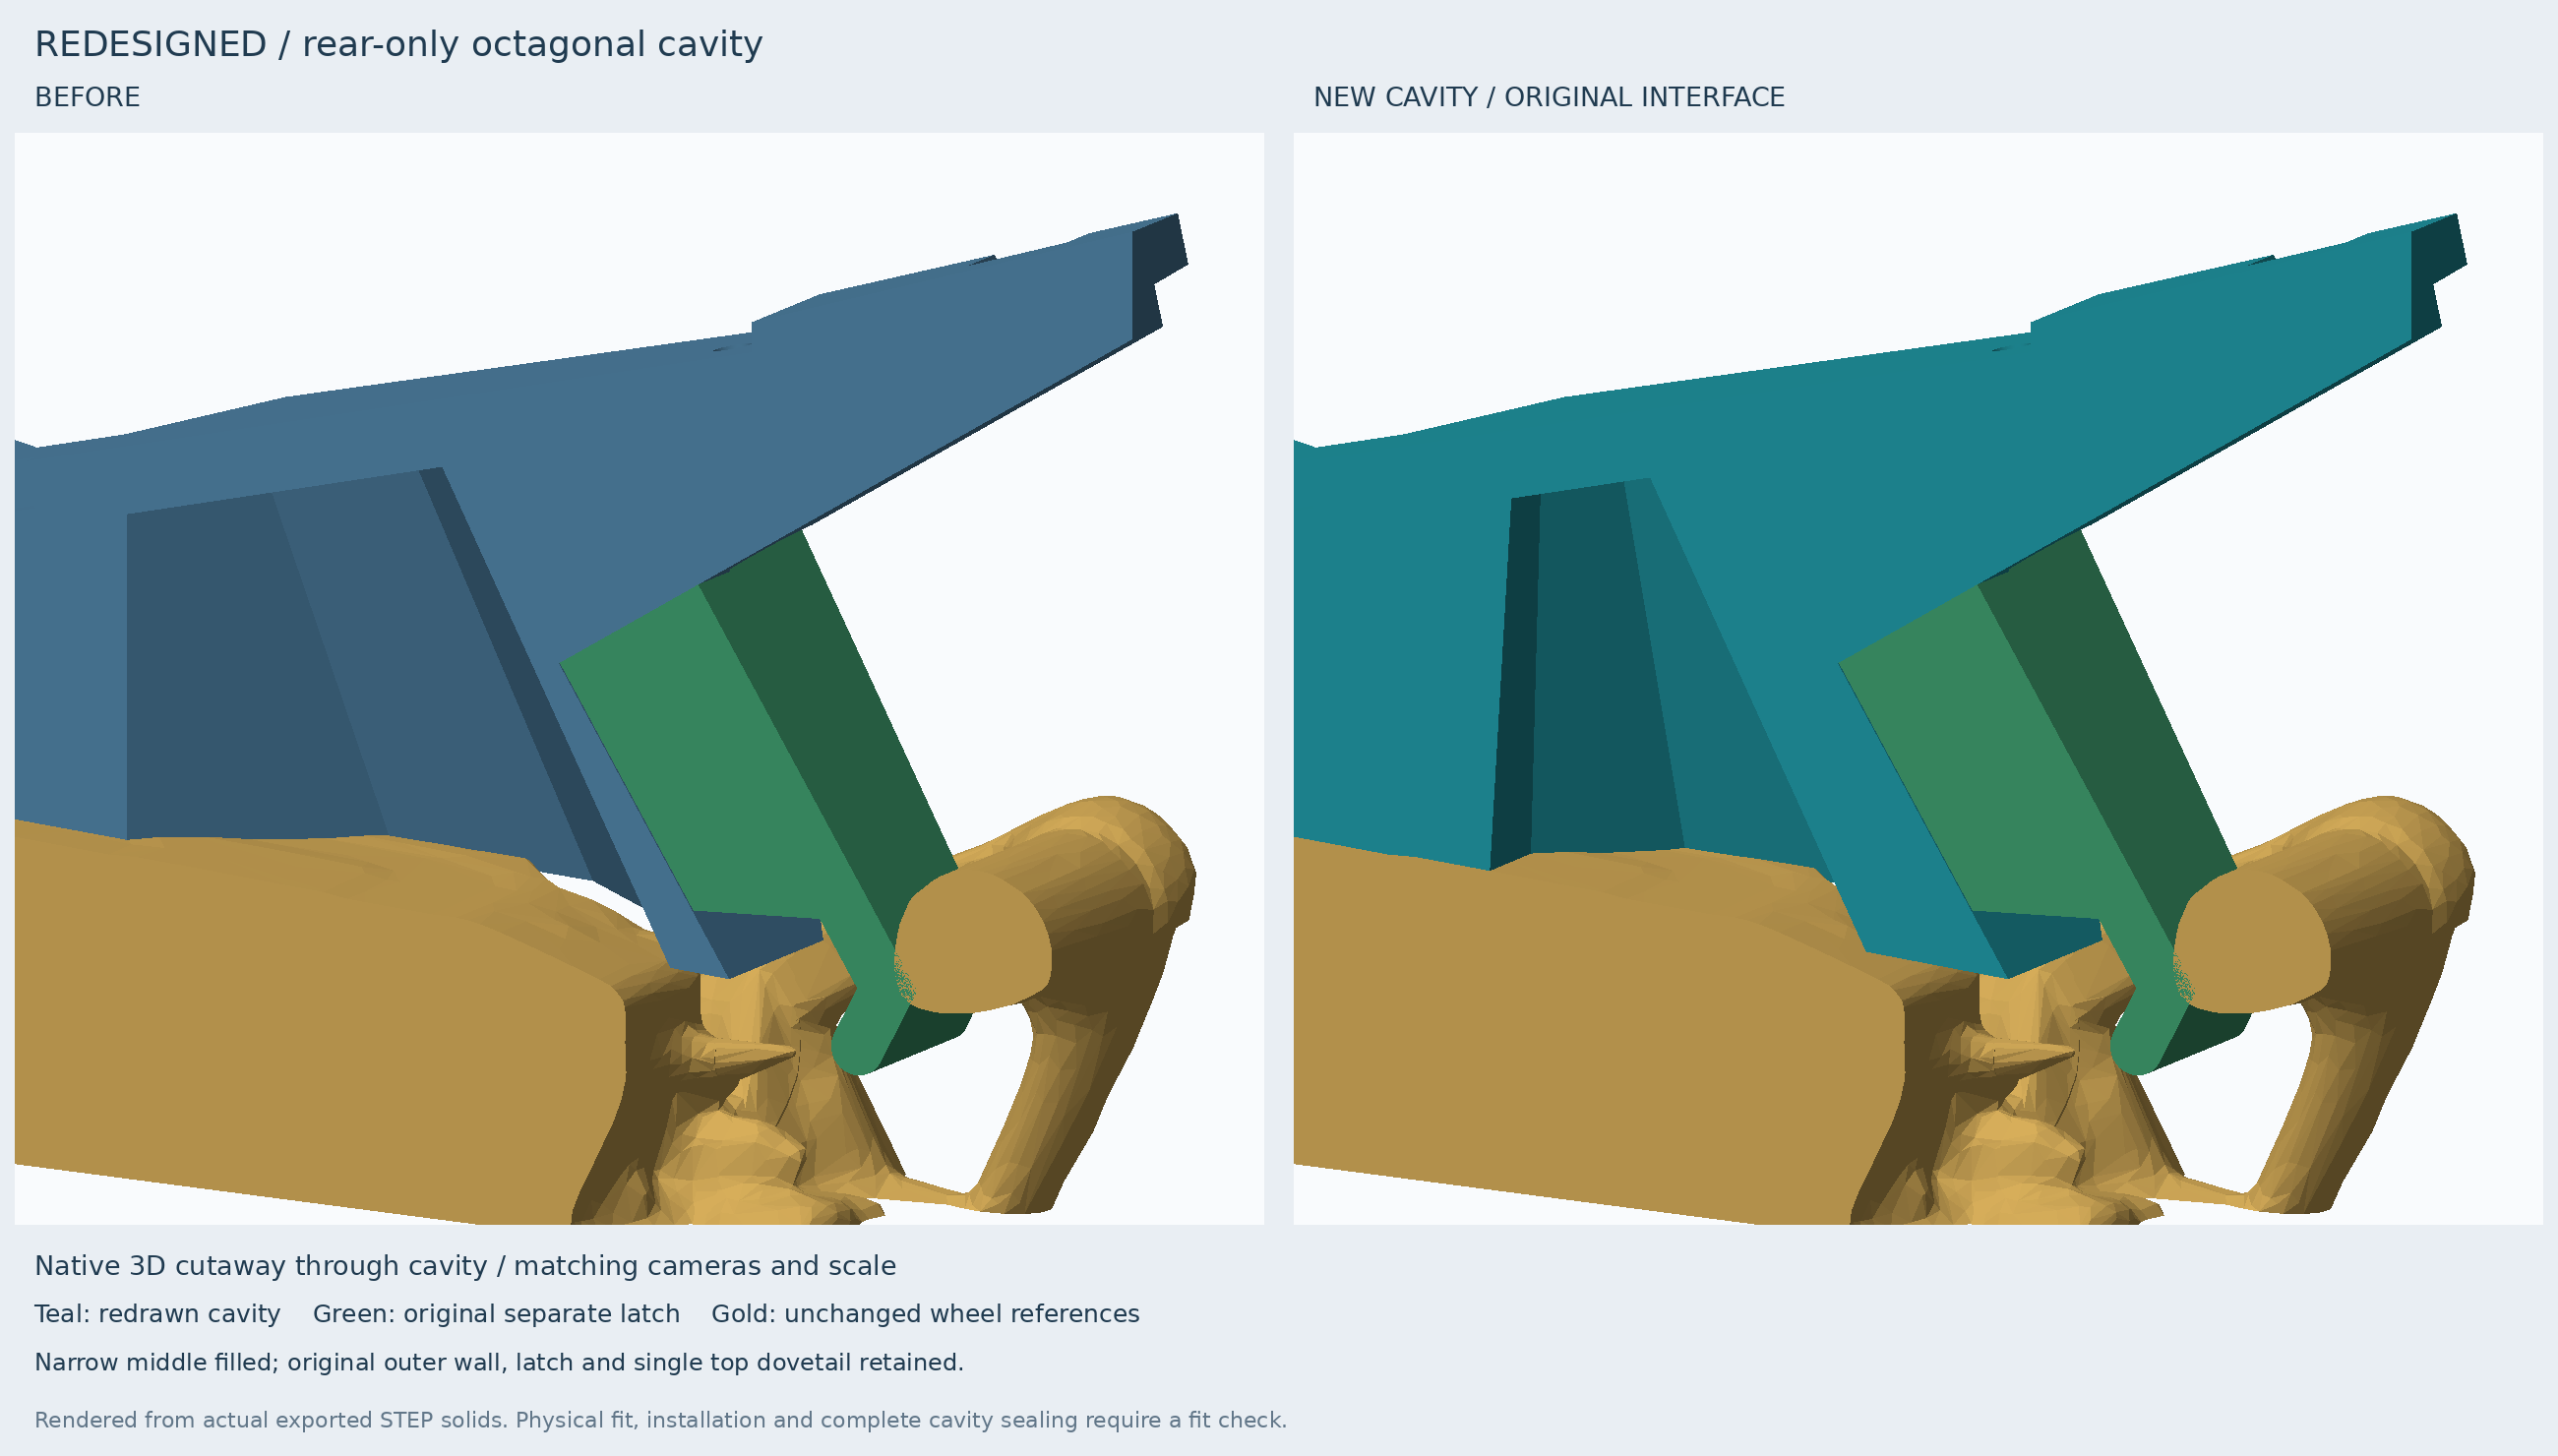 REDESIGNED / rear-only octagonal cavity
BEFORE
NEW CAVITY / ORIGINAL INTERFACE
Native 3D cutaway through cavity / matching cameras and scale
Teal: redrawn cavity    Green: original separate latch    Gold: unchanged wheel references
Narrow middle filled; original outer wall, latch and single top dovetail retained.
Rendered from actual exported STEP solids. Physical fit, installation and complete cavity sealing require a fit check.